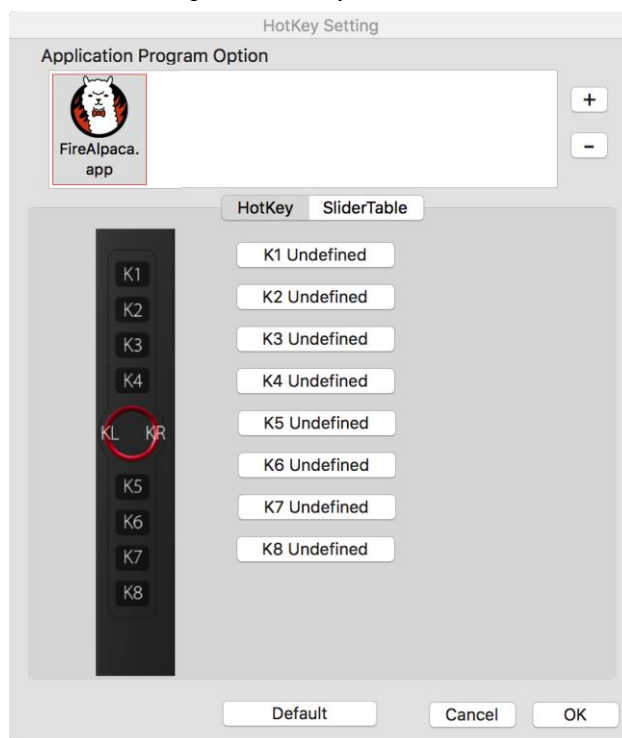 HotKey Setting
Application Program Option
FireAlpaca.
app
+
-
HotKey SliderTable
K1
K2
K3
K4
KL KR
K5
K6
K7
K8
K1 Undefined
K2 Undefined
K3 Undefined
K4 Undefined
K5 Undefined
K6 Undefined
K7 Undefined
K8 Undefined
Default Cancel OK